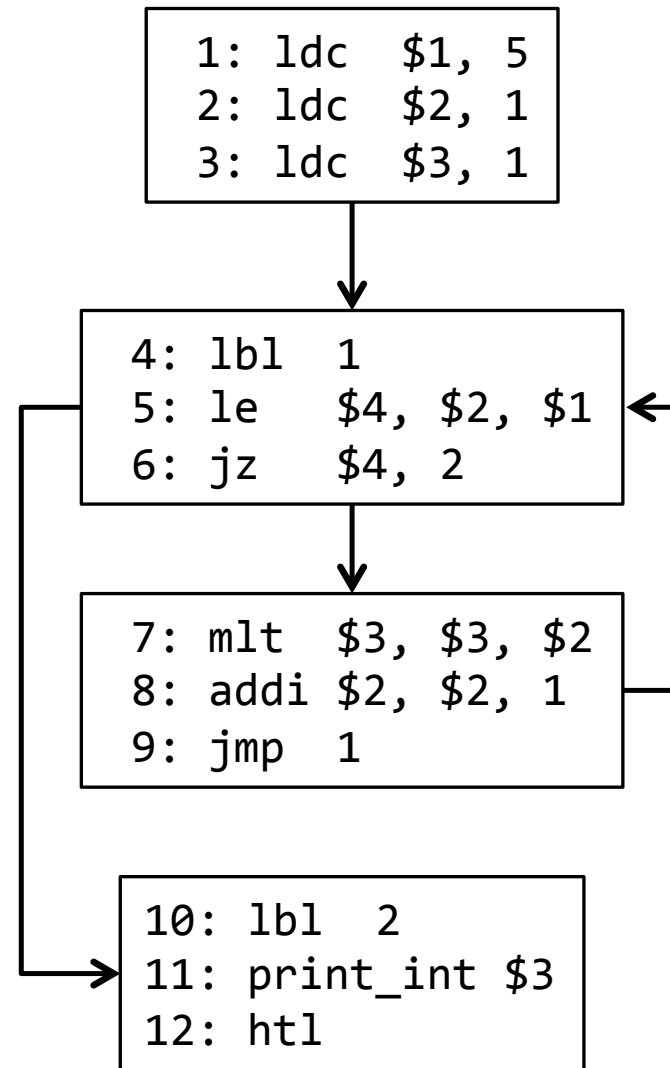 1: ldc $1, 5
2: ldc $2, 1
3: ldc $3, 1
4: lbl 1
5: le $4, $2, $1
6: jz $4, 2
7: mlt $3, $3, $2
8: addi $2, $2, 1
9: jmp 1
10: lbl 2
11: print_int $3
12: htl